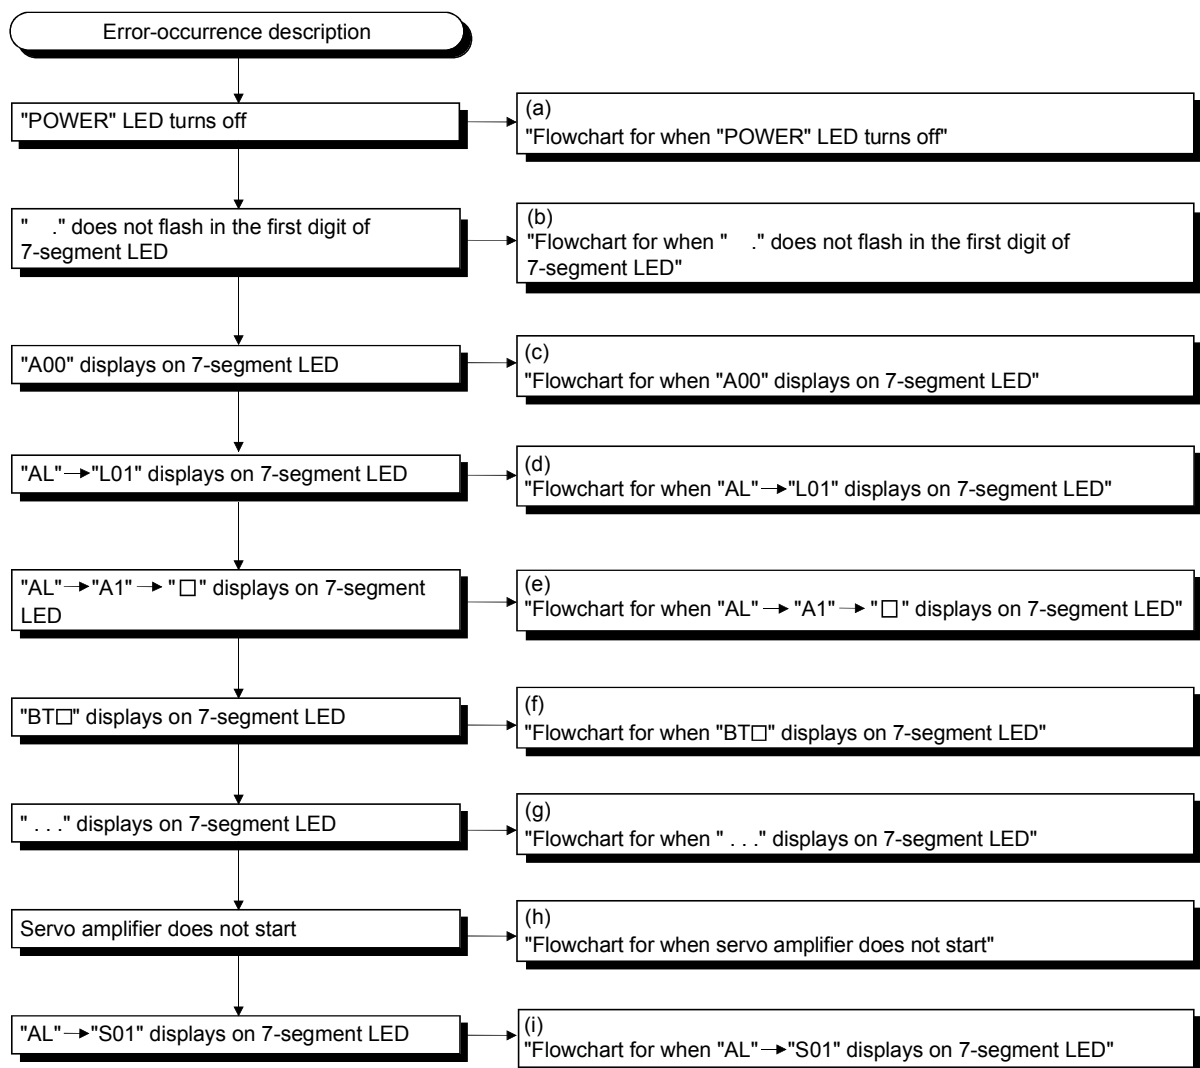 Error-occurrence description
"POWER" LED turns off
(a)
"Flowchart for when "POWER" LED turns off"
" ." does not flash in the first digit of
7-segment LED
(b)
"Flowchart for when " ." does not flash in the first digit of
7-segment LED"
"A00" displays on 7-segment LED
(c)
"Flowchart for when "A00" displays on 7-segment LED"
"AL"→"L01" displays on 7-segment LED
(d)
"Flowchart for when "AL"→"L01" displays on 7-segment LED"
"AL"→"A1"→"□" displays on 7-segment
LED
(e)
"Flowchart for when "AL"→"A1"→"□" displays on 7-segment LED"
"BT□" displays on 7-segment LED
(f)
"Flowchart for when "BT□" displays on 7-segment LED"
" . . ." displays on 7-segment LED
(g)
"Flowchart for when " . . ." displays on 7-segment LED"
Servo amplifier does not start
(h)
"Flowchart for when servo amplifier does not start"
"AL"→"S01" displays on 7-segment LED
(i)
"Flowchart for when "AL"→"S01" displays on 7-segment LED"